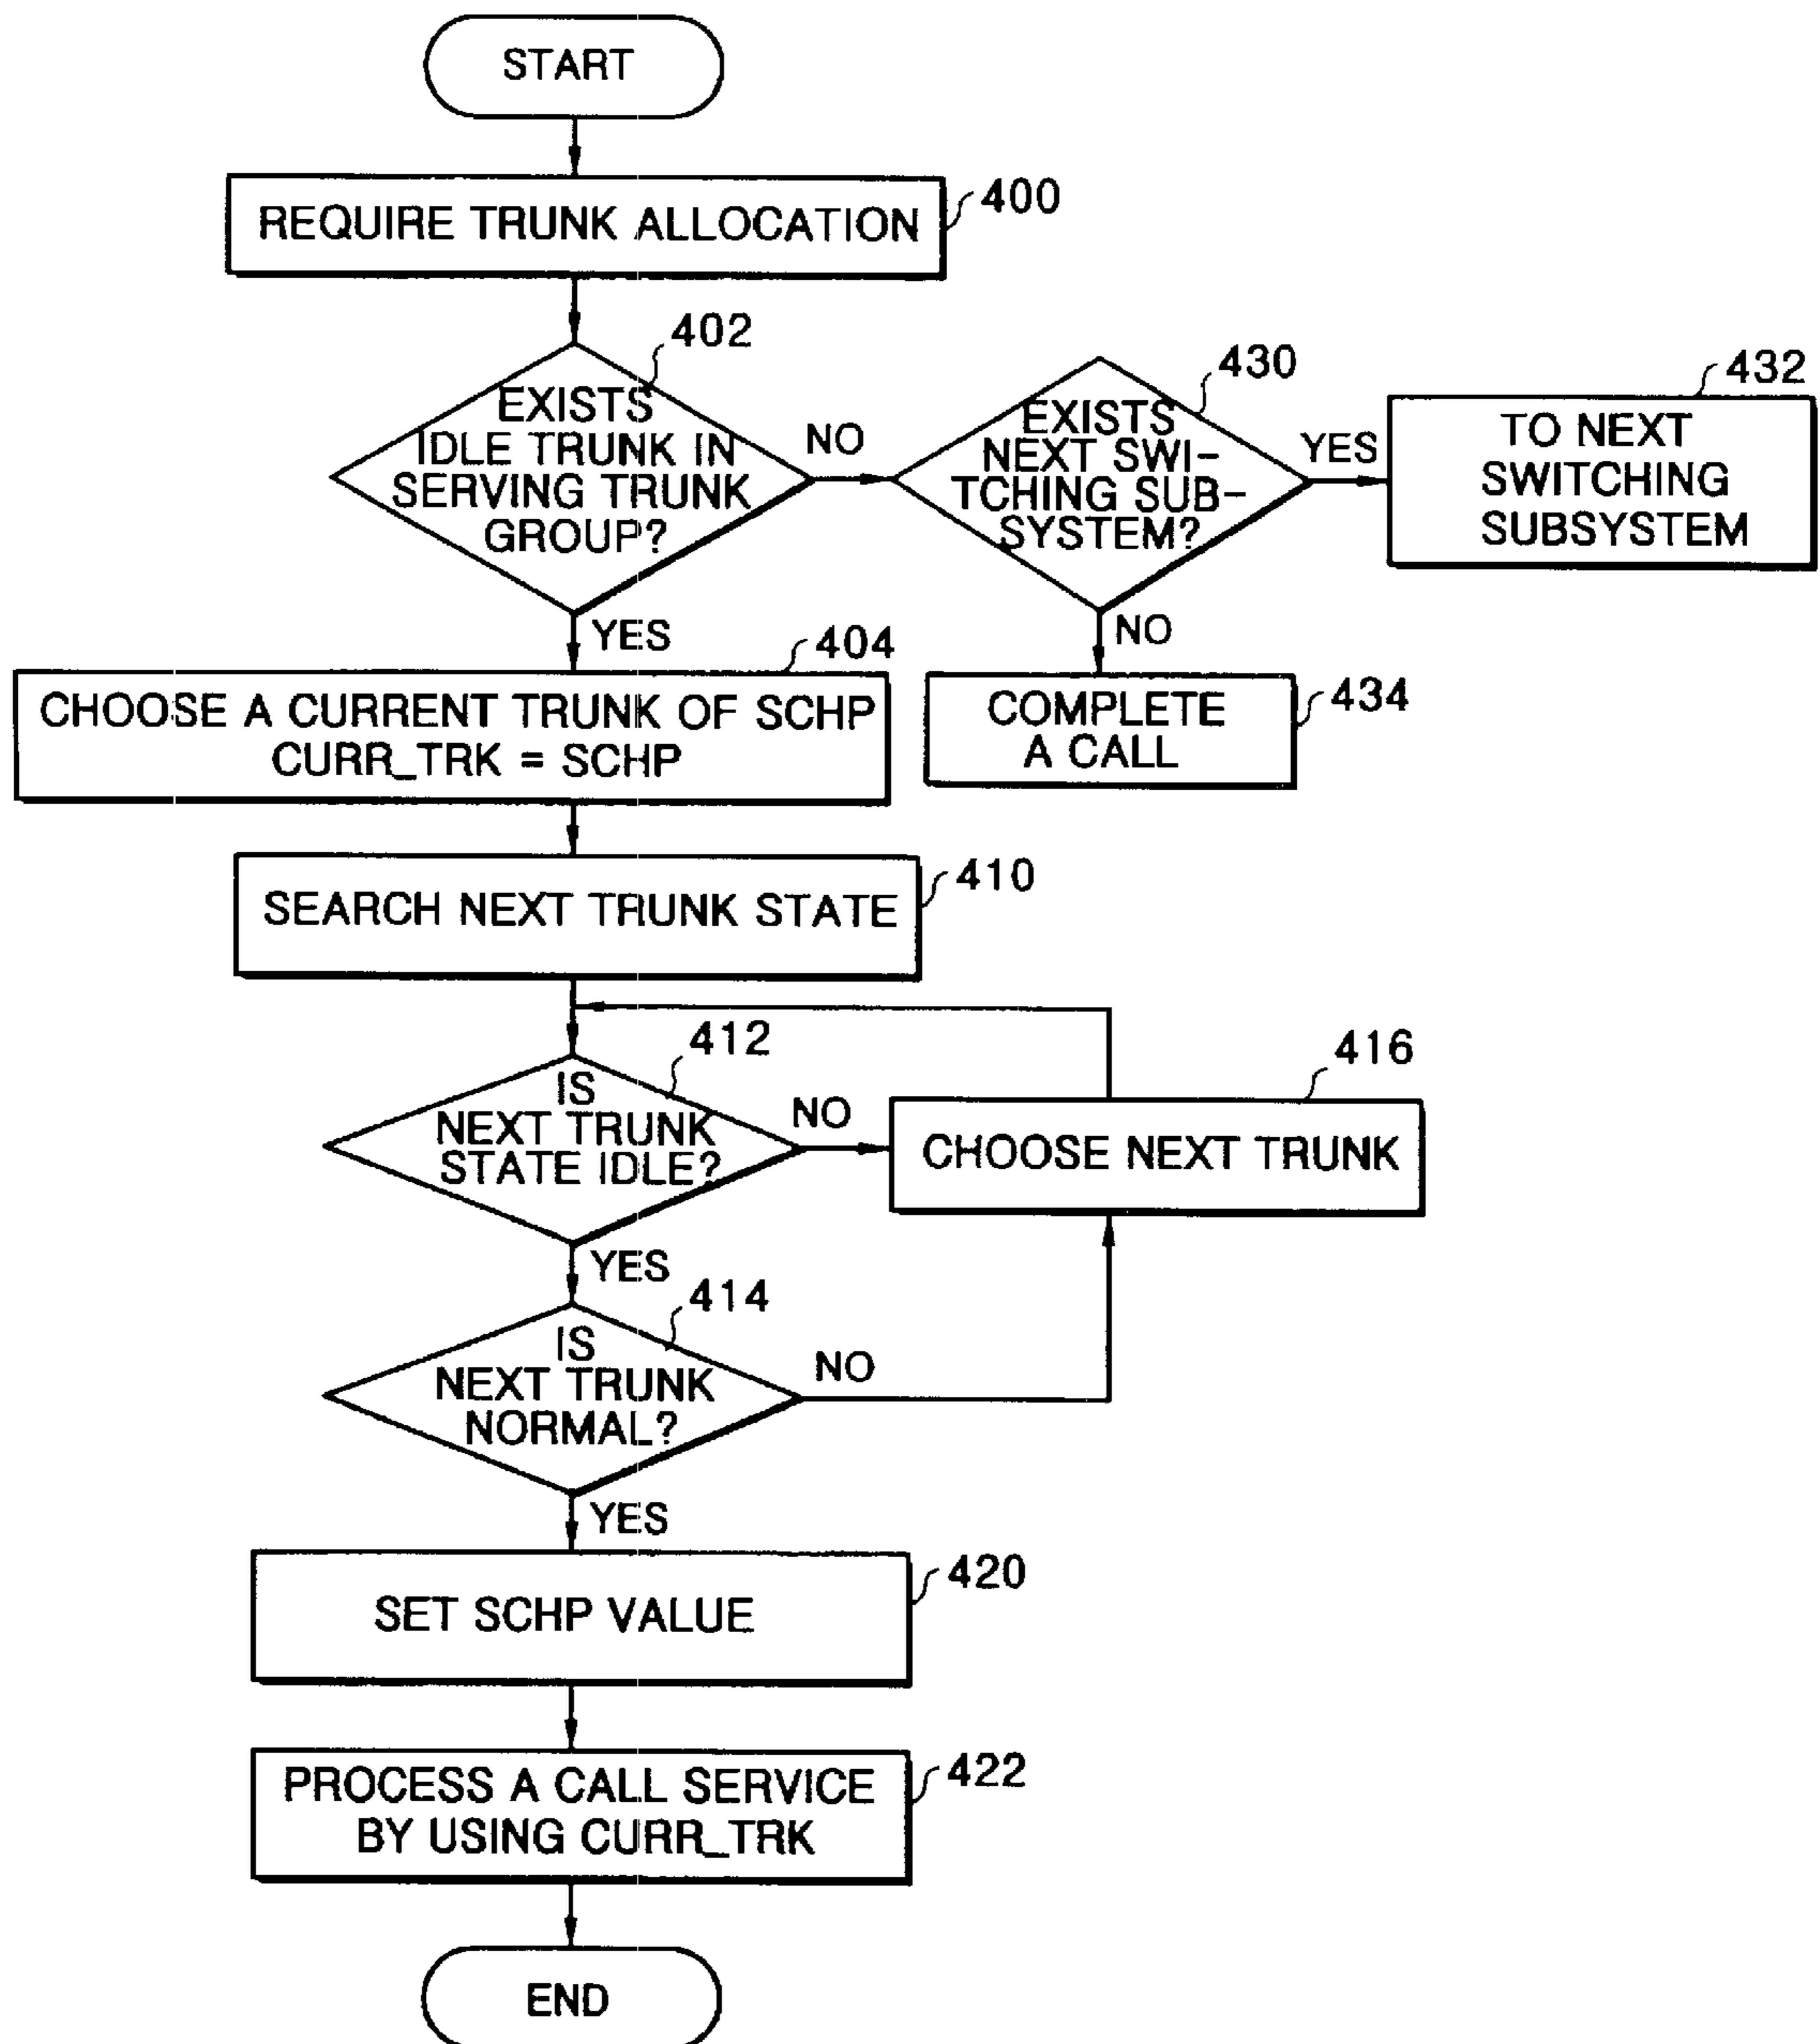 START
REQUIRE TRUNK ALLOCATION
400
402
EXISTS
IDLE TRUNK IN
SERVING TRUNK
GROUP?
NO
430
EXISTS
NEXT SWI-
TCHING SUB-
SYSTEM?
YES
432
TO NEXT
SWITCHING
SUBSYSTEM
YES
NO
404
CHOOSE A CURRENT TRUNK OF SCHP
CURR_TRK = SCHP
COMPLETE
A CALL
434
410
SEARCH NEXT TRUNK STATE
412
IS
NEXT TRUNK
STATE IDLE?
NO
416
CHOOSE NEXT TRUNK
YES
414
IS
NEXT TRUNK
NORMAL?
NO
YES
420
SET SCHP VALUE
422
PROCESS A CALL SERVICE
BY USING CURR_TRK
END